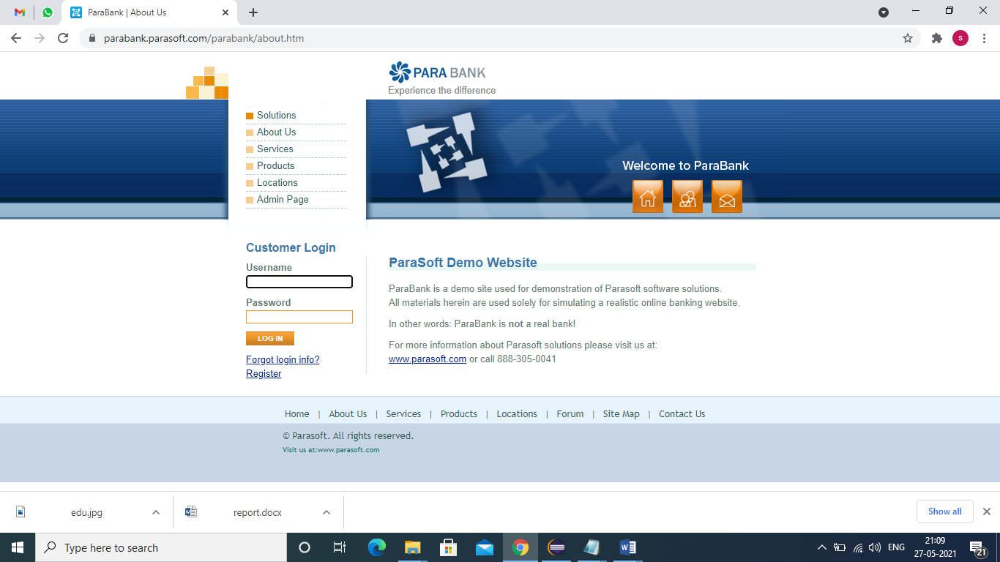 ParaBank | About Us
parabank.parasoft.com/parabank/about.htm
s
PARA BANK
Experience the difference
Solutions
About Us
Services
Products
Locations
Admin Page
Welcome to ParaBank
Customer Login
Username
Password
LOG IN
Forgot login info?
Register
ParaSoft Demo Website
ParaBank is a demo site used for demonstration of Parasoft software solutions.
All materials herein are used solely for simulating a realistic online banking website.
In other words: ParaBank is not a real bank!
For more information about Parasoft solutions please visit us at:
www.parasoft.com or call 888-305-0041
Home | About Us | Services | Products | Locations | Forum | Site Map | Contact Us
© Parasoft. All rights reserved.
Visit us at:www.parasoft.com
edu.jpg
report.docx
Show all
Type here to search
ENG
21:09
27-05-2021
21